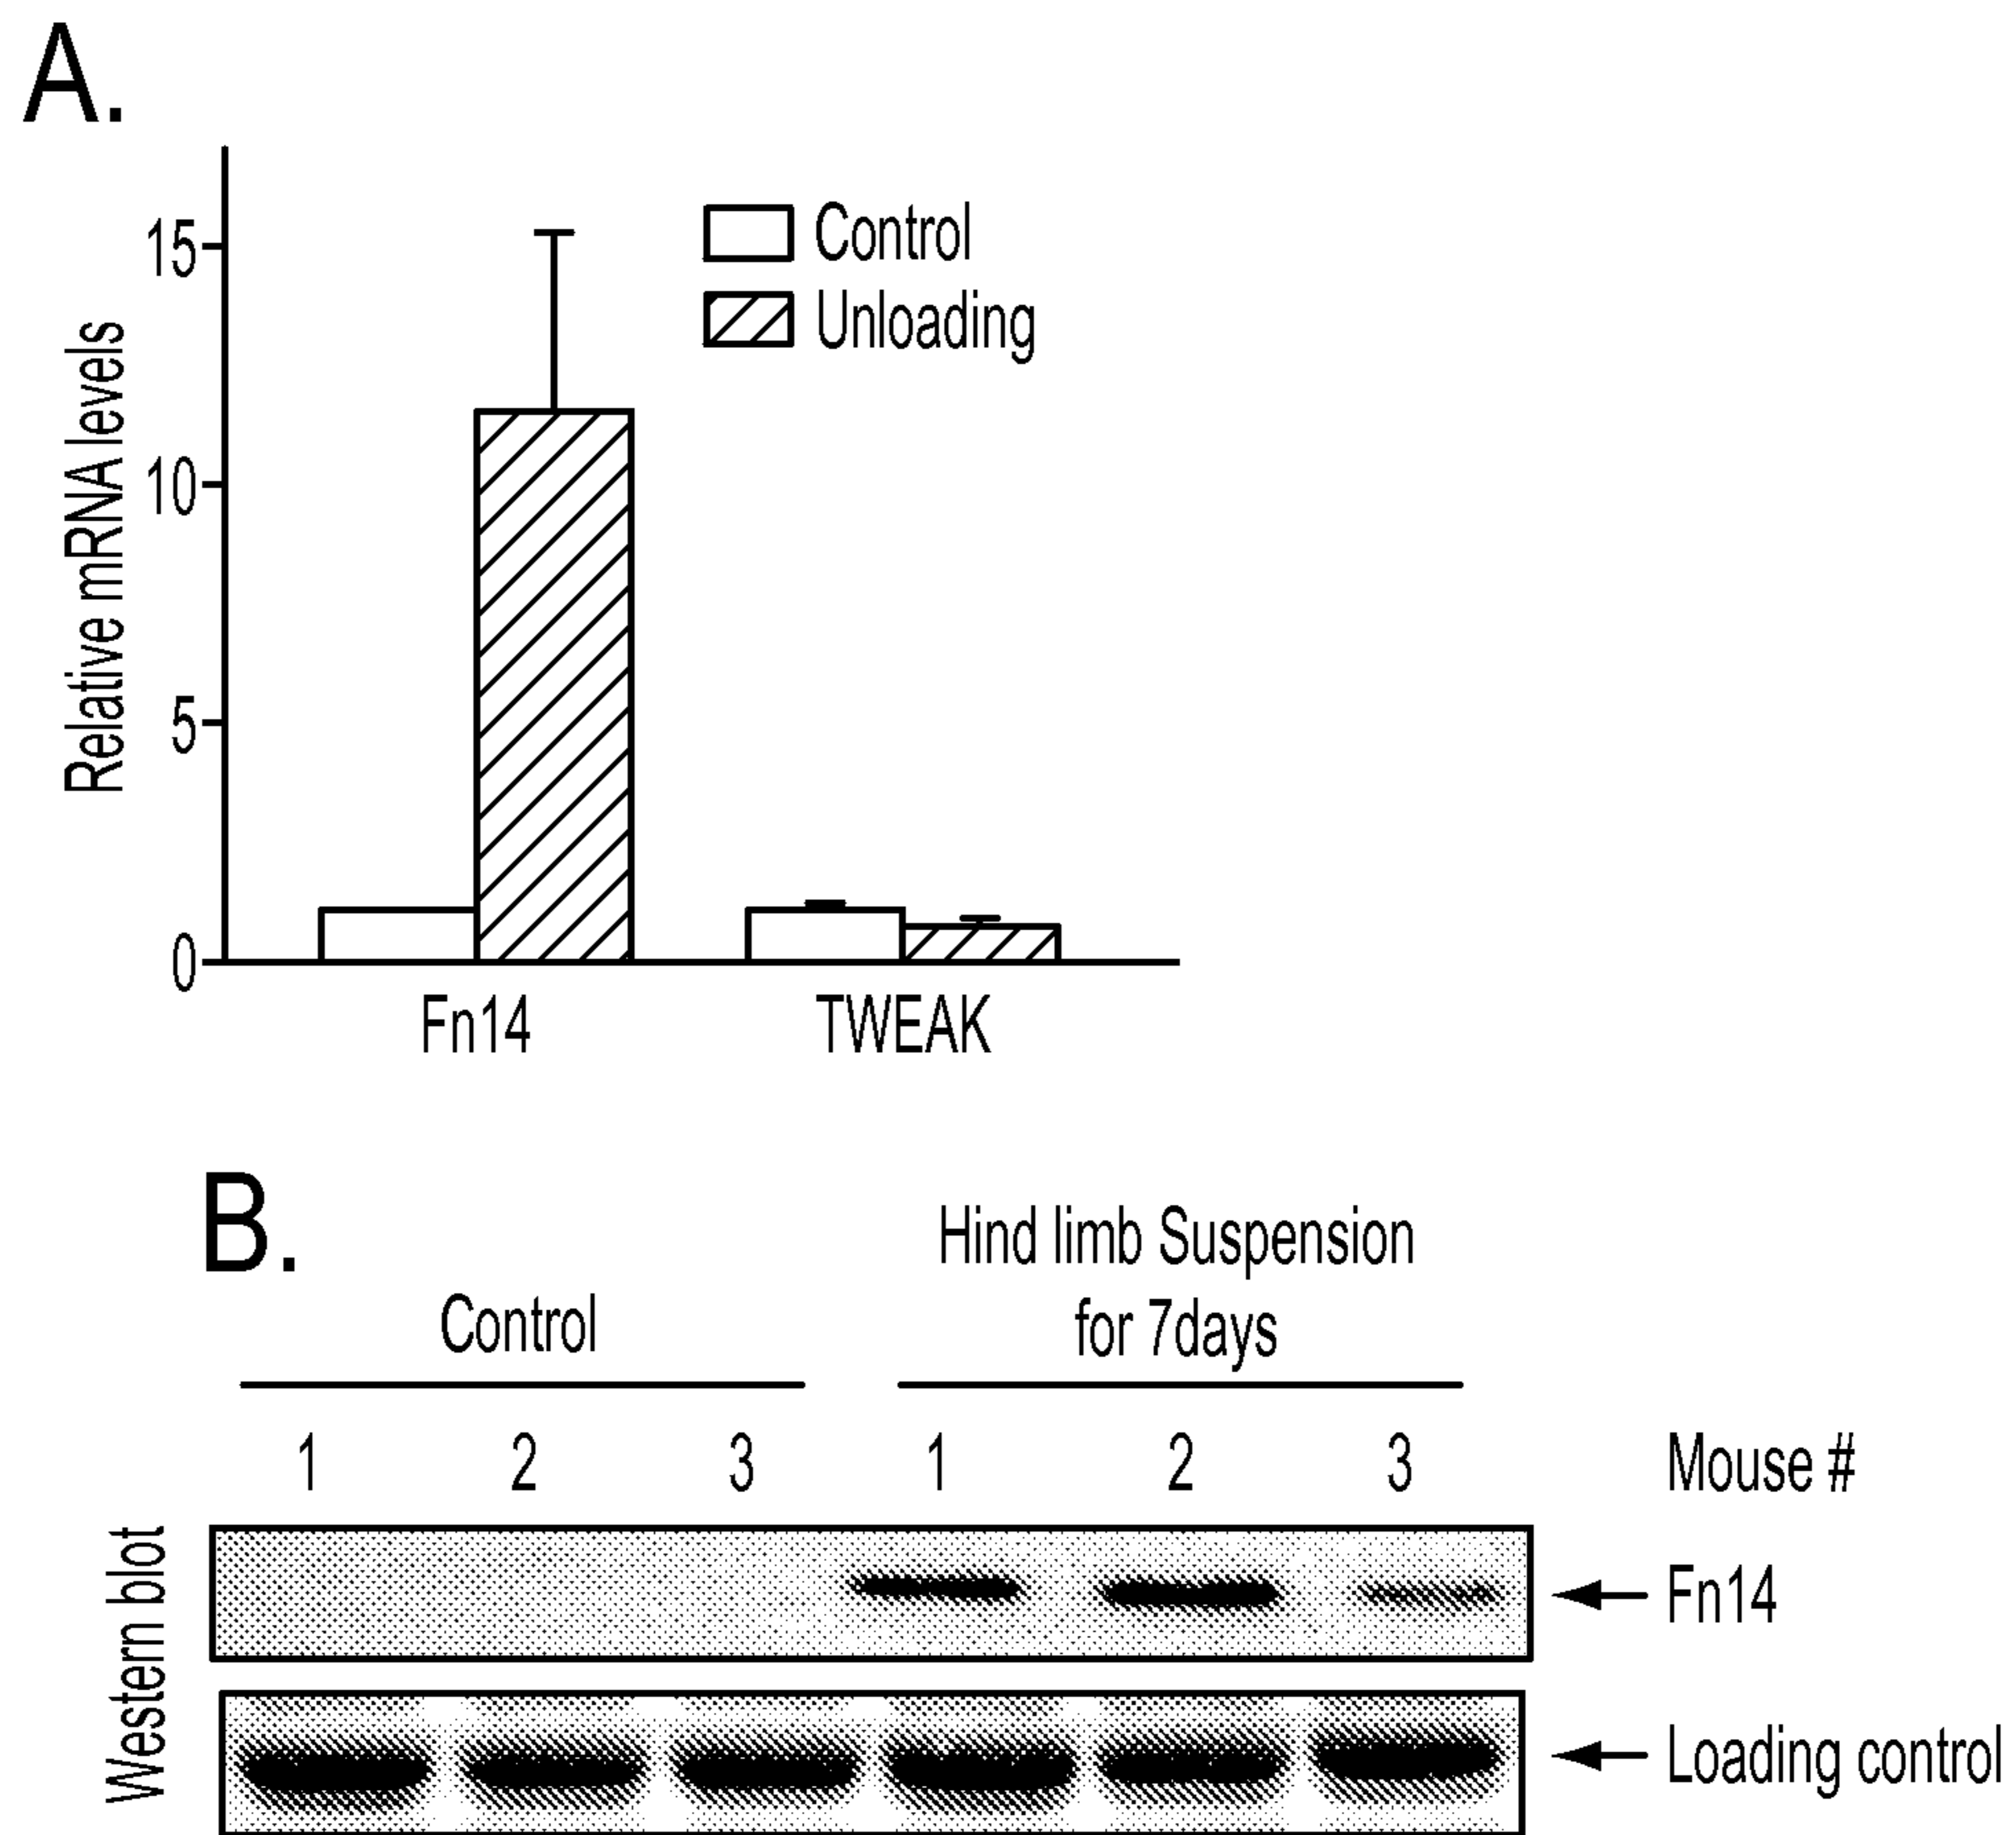 A.
Relative mRNA levels
15
10
5
0
Control
Unloading
Fn14 TWEAK
B.
Control
Hind limb Suspension
for 7days
1 2 3 1 2 3 Mouse #
Western blot
Fn14
Loading control